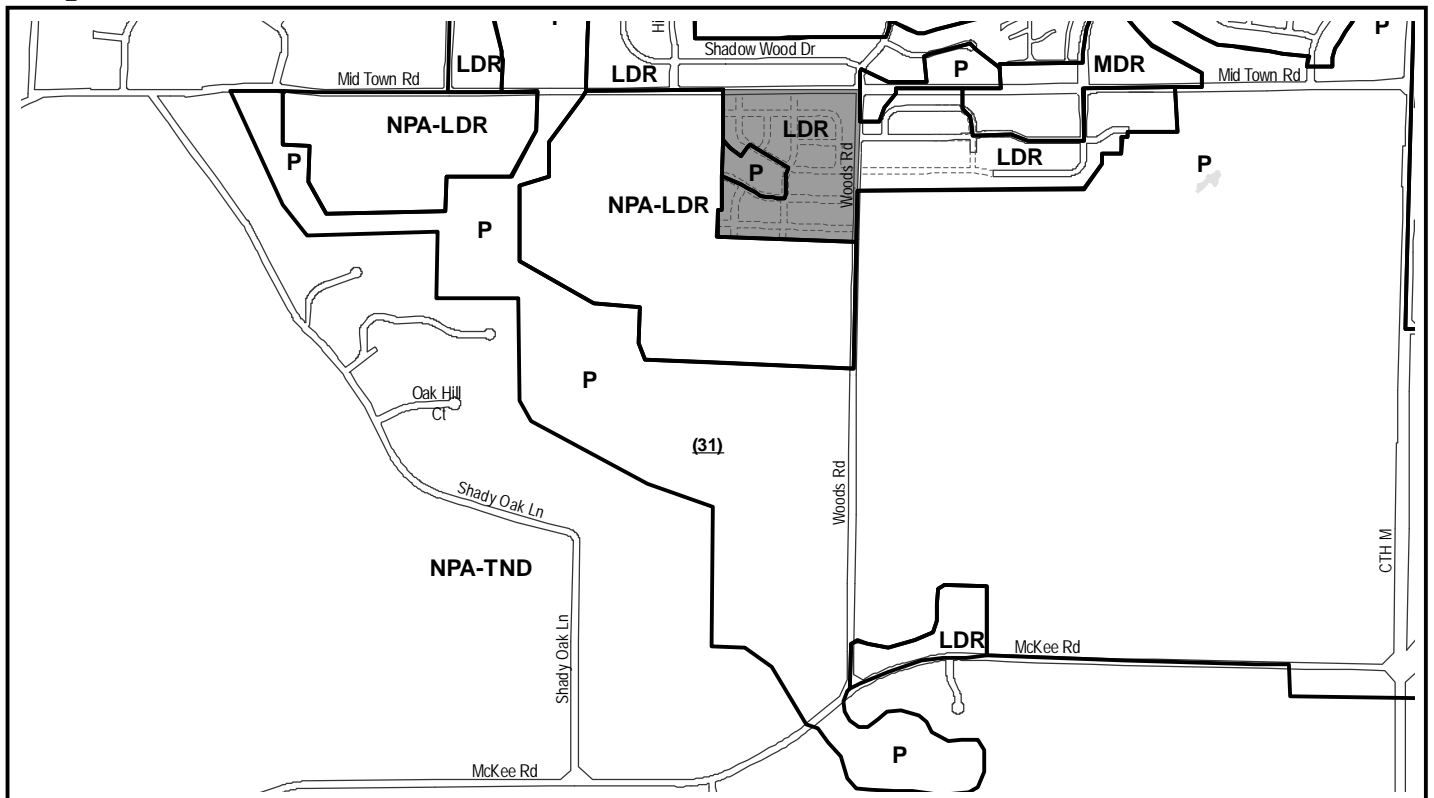 P
P
HI
Shadow Wood Dr
LDR
LDR
P
MDR
Mid Town Rd
Mid Town Rd
NPA-LDR
LDR
P
LDR
P
P
Woods Rd
NPA-LDR
P
P
Oak Hill
Ct
(31)
Woods Rd
Shady Oak Ln
CTH M
NPA-TND
Shady Oak Ln
LDR
McKee Rd
P
McKee Rd